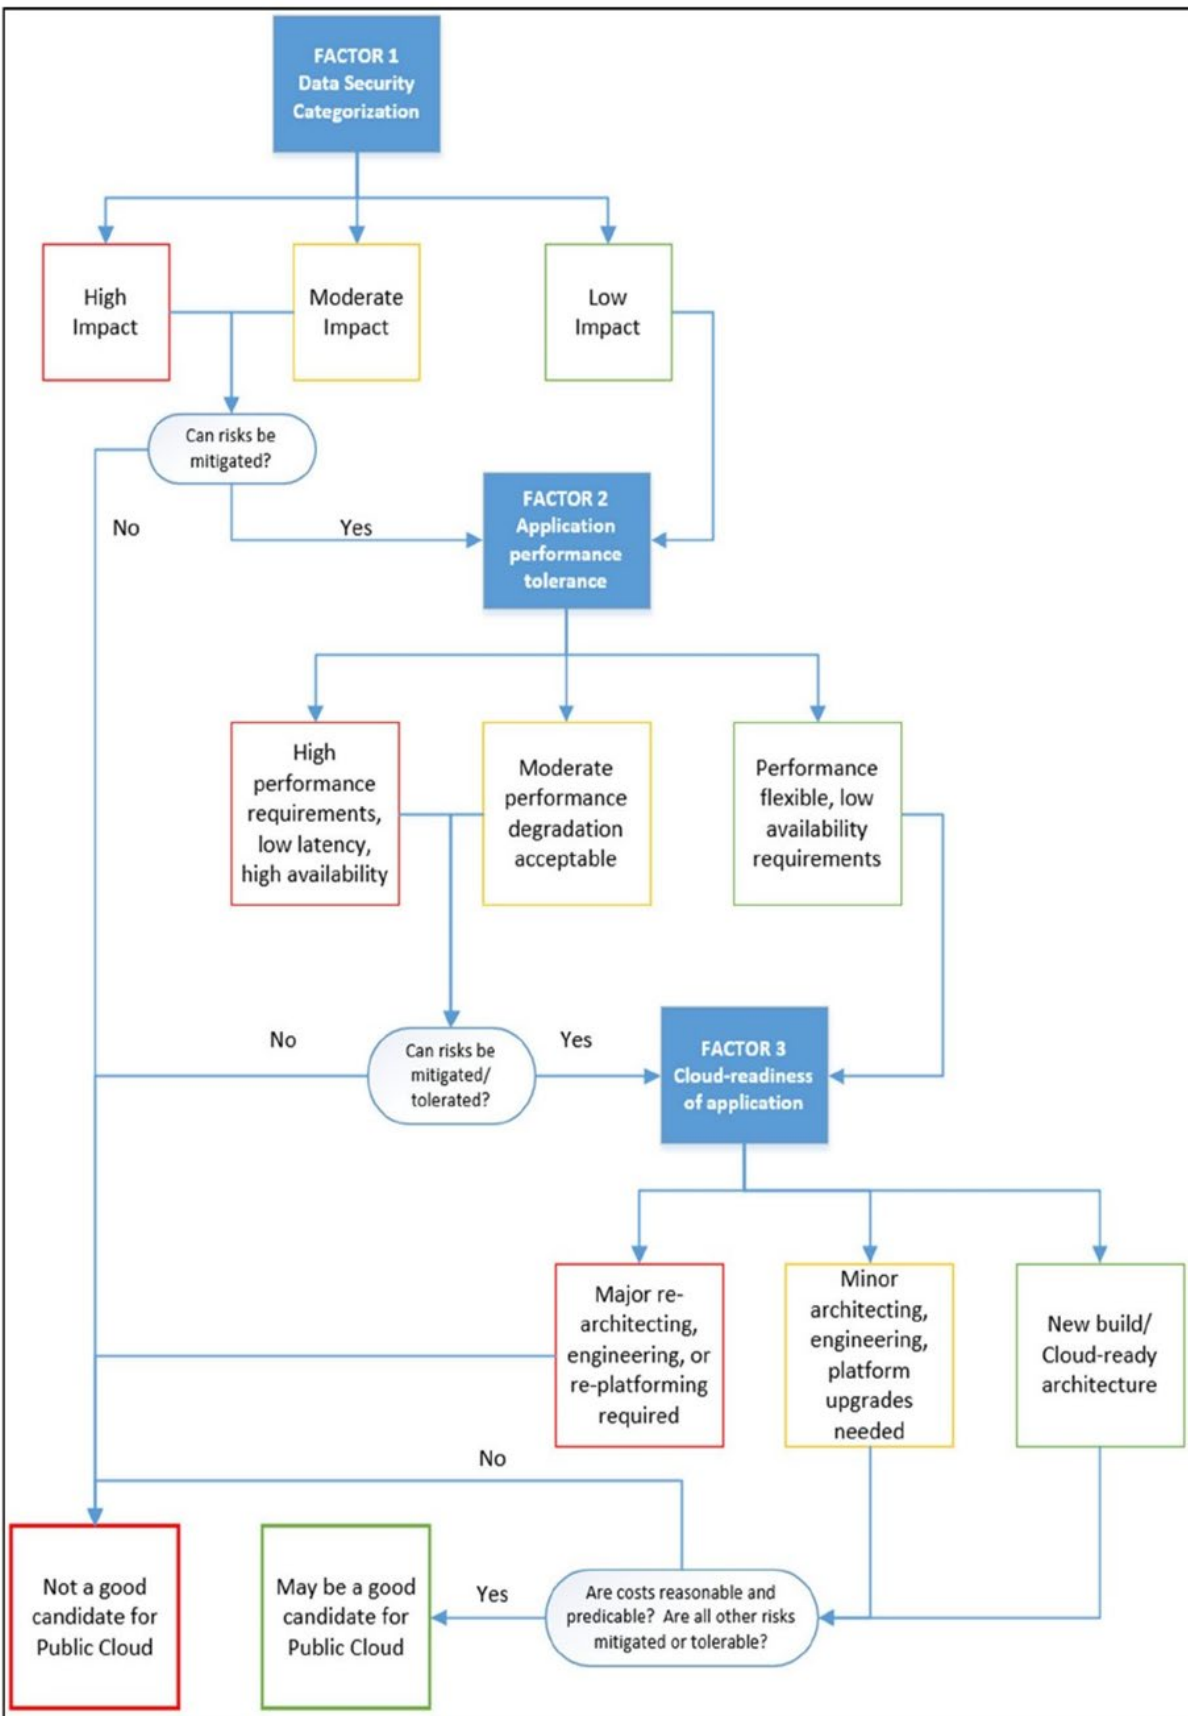 FACTOR 1
Data Security
Categorization
High
Impact
Moderate
Impact
Low
Impact
Can risks be
mitigated?
No
Yes
FACTOR 2
Application
performance
tolerance
High
performance
requirements,
low latency,
high availability
Moderate
performance
degradation
acceptable
Performance
flexible, low
availability
requirements
No
Can risks be
mitigated/
tolerated?
Yes
FACTOR 3
Cloud-readiness
of application
Major re-
architecting,
engineering, or
re-platforming
required
Minor
architecting,
engineering,
platform
upgrades
needed
New build/
Cloud-ready
architecture
No
Not a good
candidate for
Public Cloud
May be a good
candidate for
Public Cloud
Yes
Are costs reasonable and
predicable? Are all other risks
mitigated or tolerable?